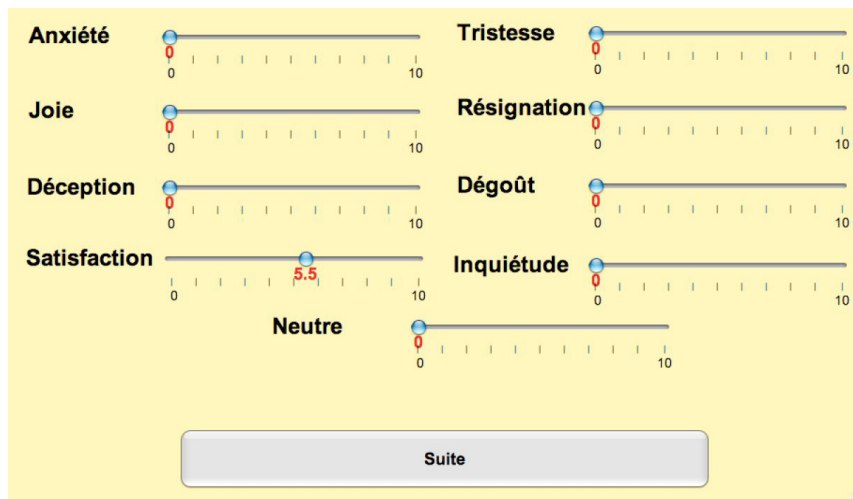 Anxiété
0
0 10
Tristesse
0
0 10
Joie
0
0 10
Résignation
0
0 10
Déception
0
0 10
Dégoût
0
0 10
Satisfaction
5.5
0 10
Inquiétude
0
0 10
Neutre
0
0 10
Suite